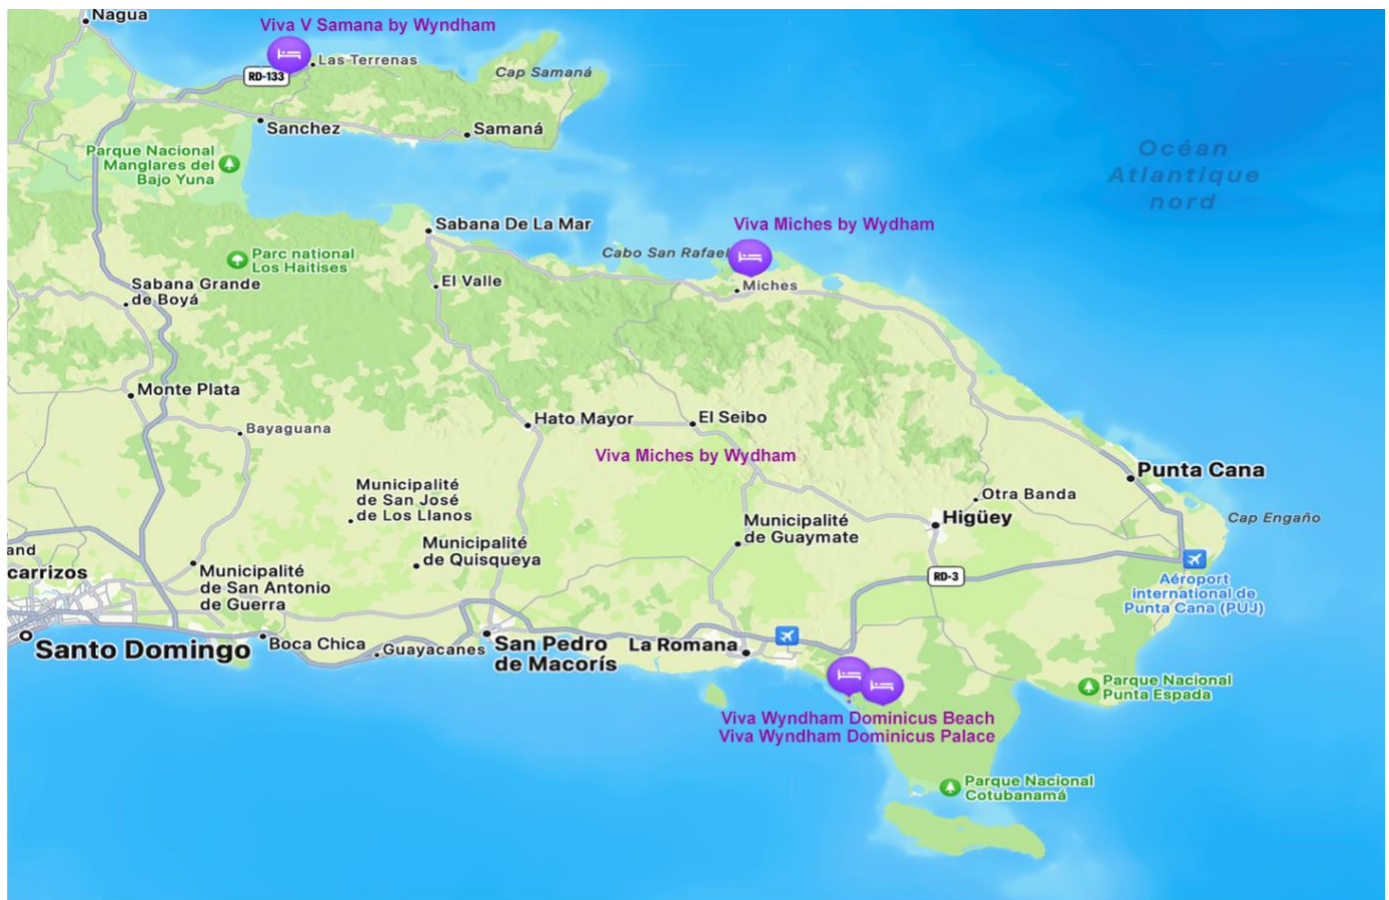 Nagua
Viva V Samana by Wyndham
Las Terrenas
RD-133
Cap Samaná
Sanchez
Samaná
Parque Nacional
Manglares del
Bajo Yuna
Océan
Atlantique
nord
Sabana De La Mar
Viva Miches by Wydham
Cabo San Rafael
Parc national
Los Haitises
El Valle
Miches
Sabana Grande
de Boyá
Monte Plata
Bayaguana
Hato Mayor
El Seibo
Viva Miches by Wydham
Punta Cana
Municipalité
de San José
de Los Llanos
Otra Banda
Higüey
Cap Engaño
Municipalité
de Guaymate
Municipalité
de Quisqueya
and
carrizos
Municipalité
de San Antonio
de Guerra
RD-3
Aéroport
international de
Punta Cana (PUJ)
Santo Domingo
Boca Chica
Guayacanes
San Pedro
de Macorís
La Romana
Parque Nacional
Punta Espada
Viva Wyndham Dominicus Beach
Viva Wyndham Dominicus Palace
Parque Nacional
Cotubanamá